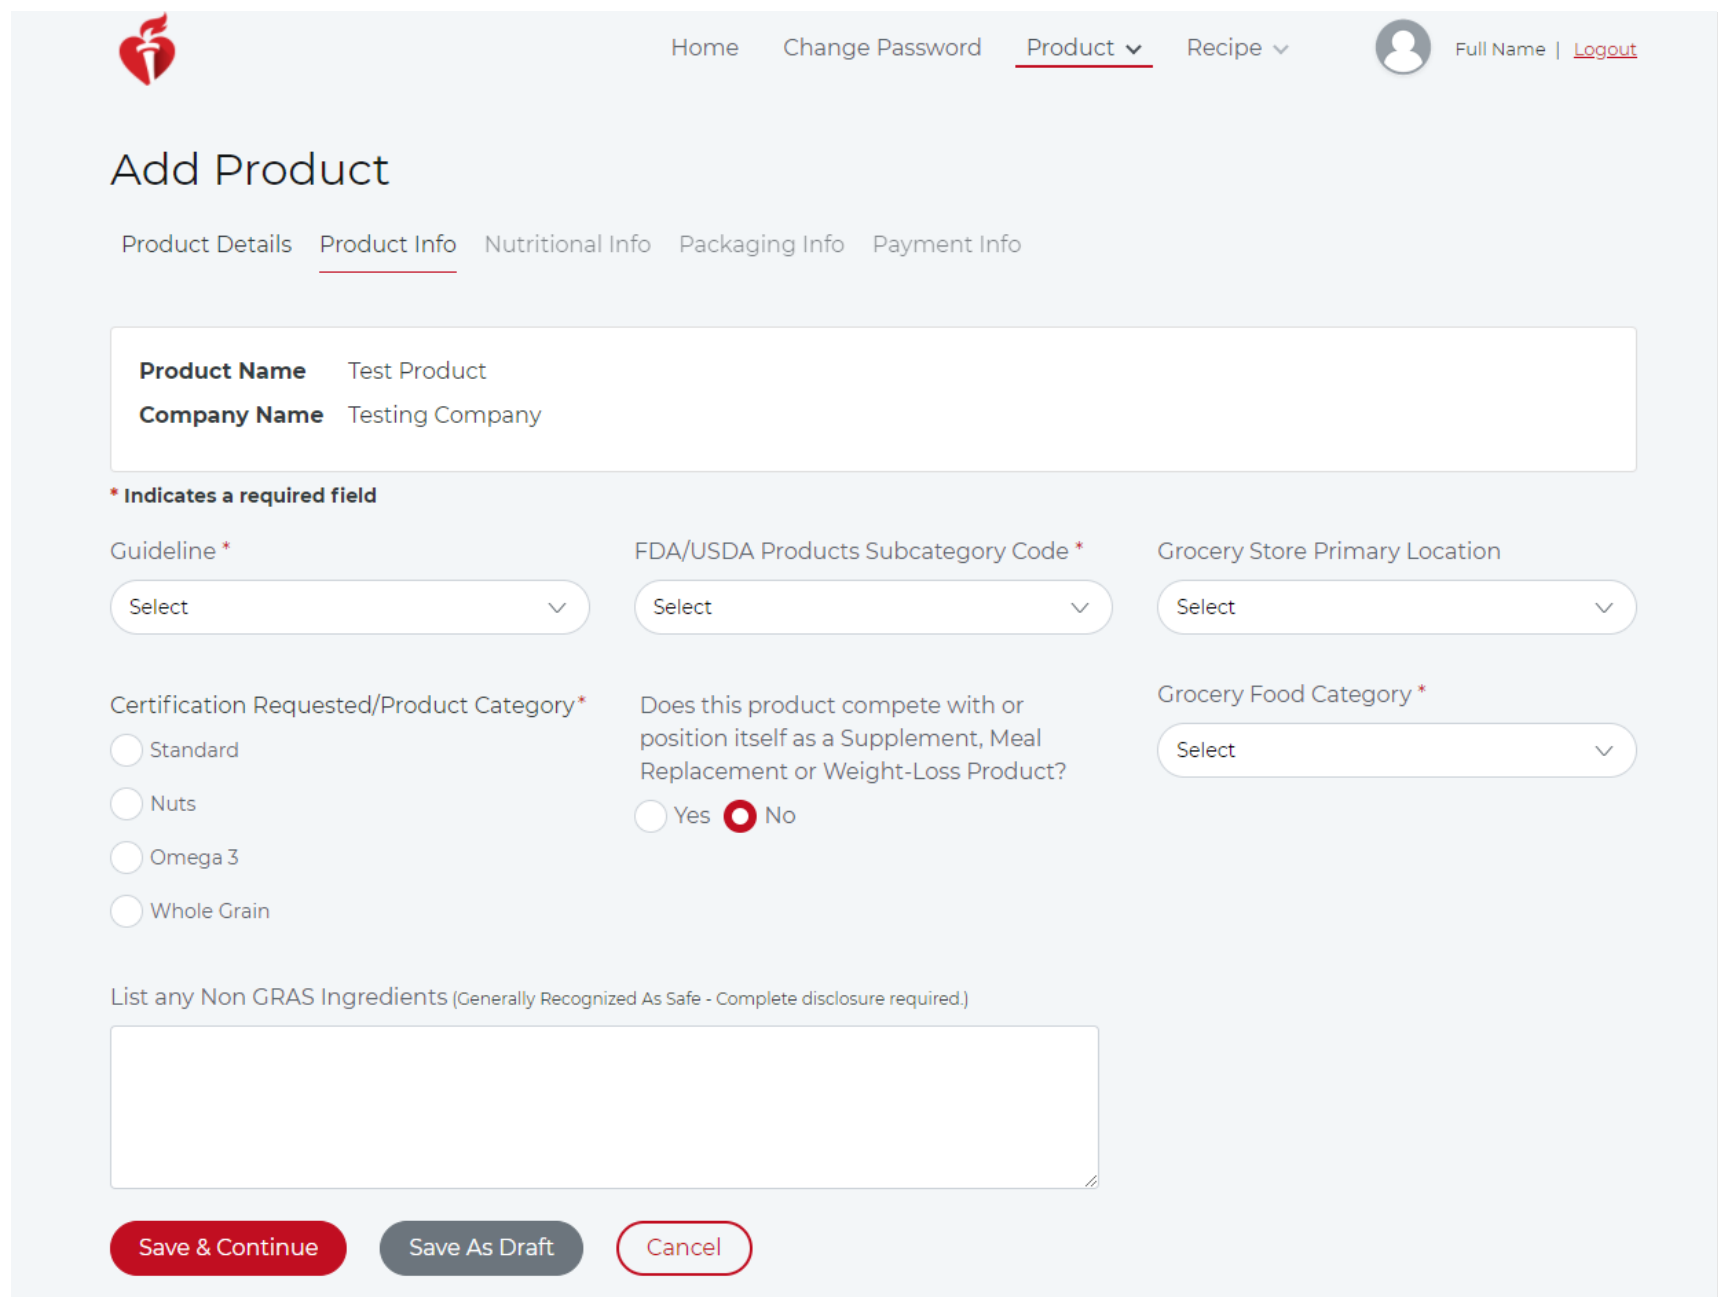 Home Change Password Product Recipe Full Name | Logout
Add Product
Product Details Product Info Nutritional Info Packaging Info Payment Info
Product Name Test Product
Company Name Testing Company
* Indicates a required field
Guideline *
Select
FDA/USDA Products Subcategory Code *
Select
Grocery Store Primary Location
Select
Certification Requested/Product Category*
Standard
Nuts
Omega 3
Whole Grain
Does this product compete with or
position itself as a Supplement, Meal
Replacement or Weight-Loss Product?
Yes No
Grocery Food Category *
Select
List any Non GRAS Ingredients (Generally Recognized As Safe - Complete disclosure required.)
Save & Continue Save As Draft Cancel